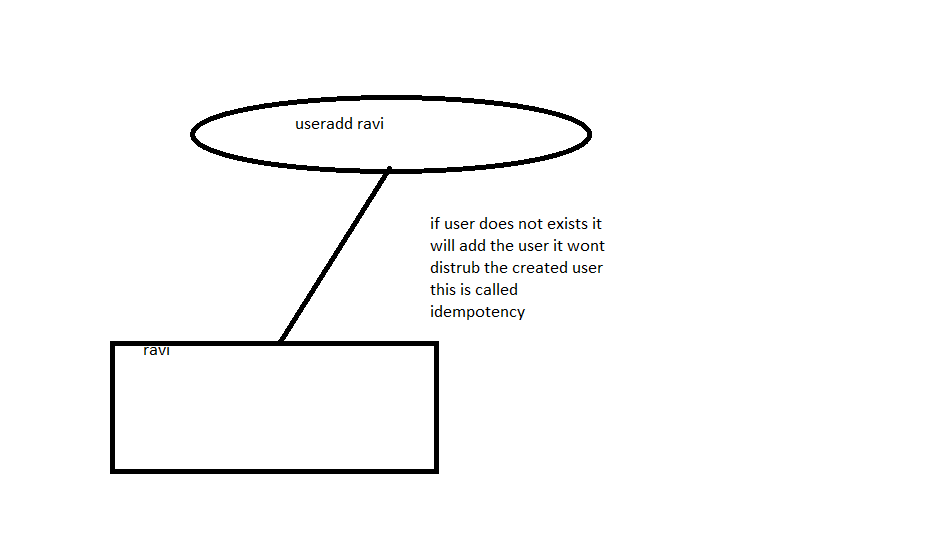 useradd ravi
if user does not exists it
will add the user it wont
distrub the created user
this is called
idempotency
ravi